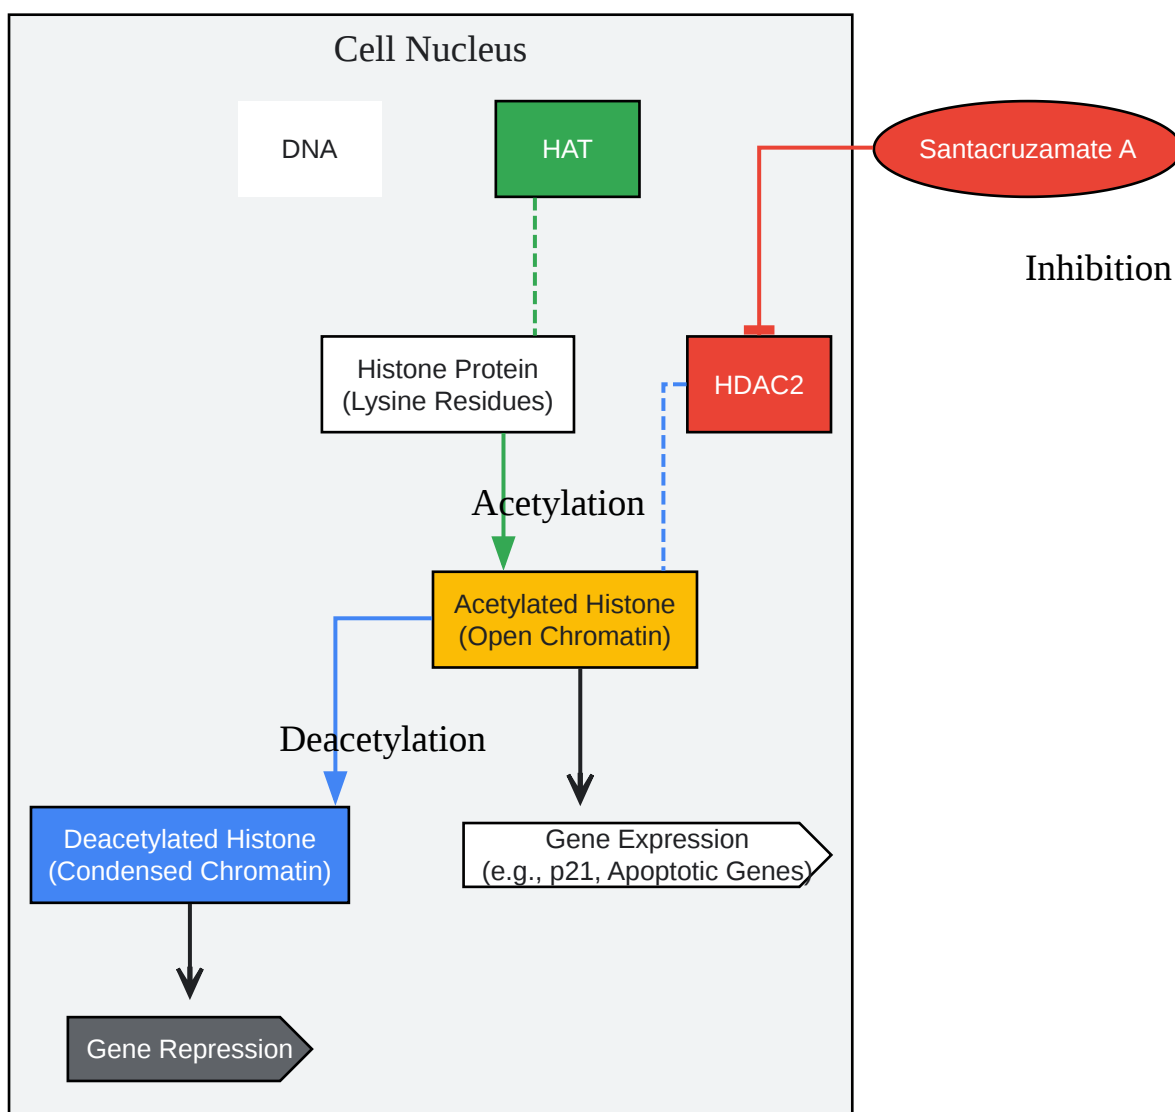 Cell Nucleus
DNA
HAT
Santacruzamate A
Inhibition
Histone Protein
(Lysine Residues)
HDAC2
Acetylation
Acetylated Histone
(Open Chromatin)
Deacetylation
Deacetylated Histone
(Condensed Chromatin)
Gene Expression
(e.g., p21, Apoptotic Genes)
Gene Repression